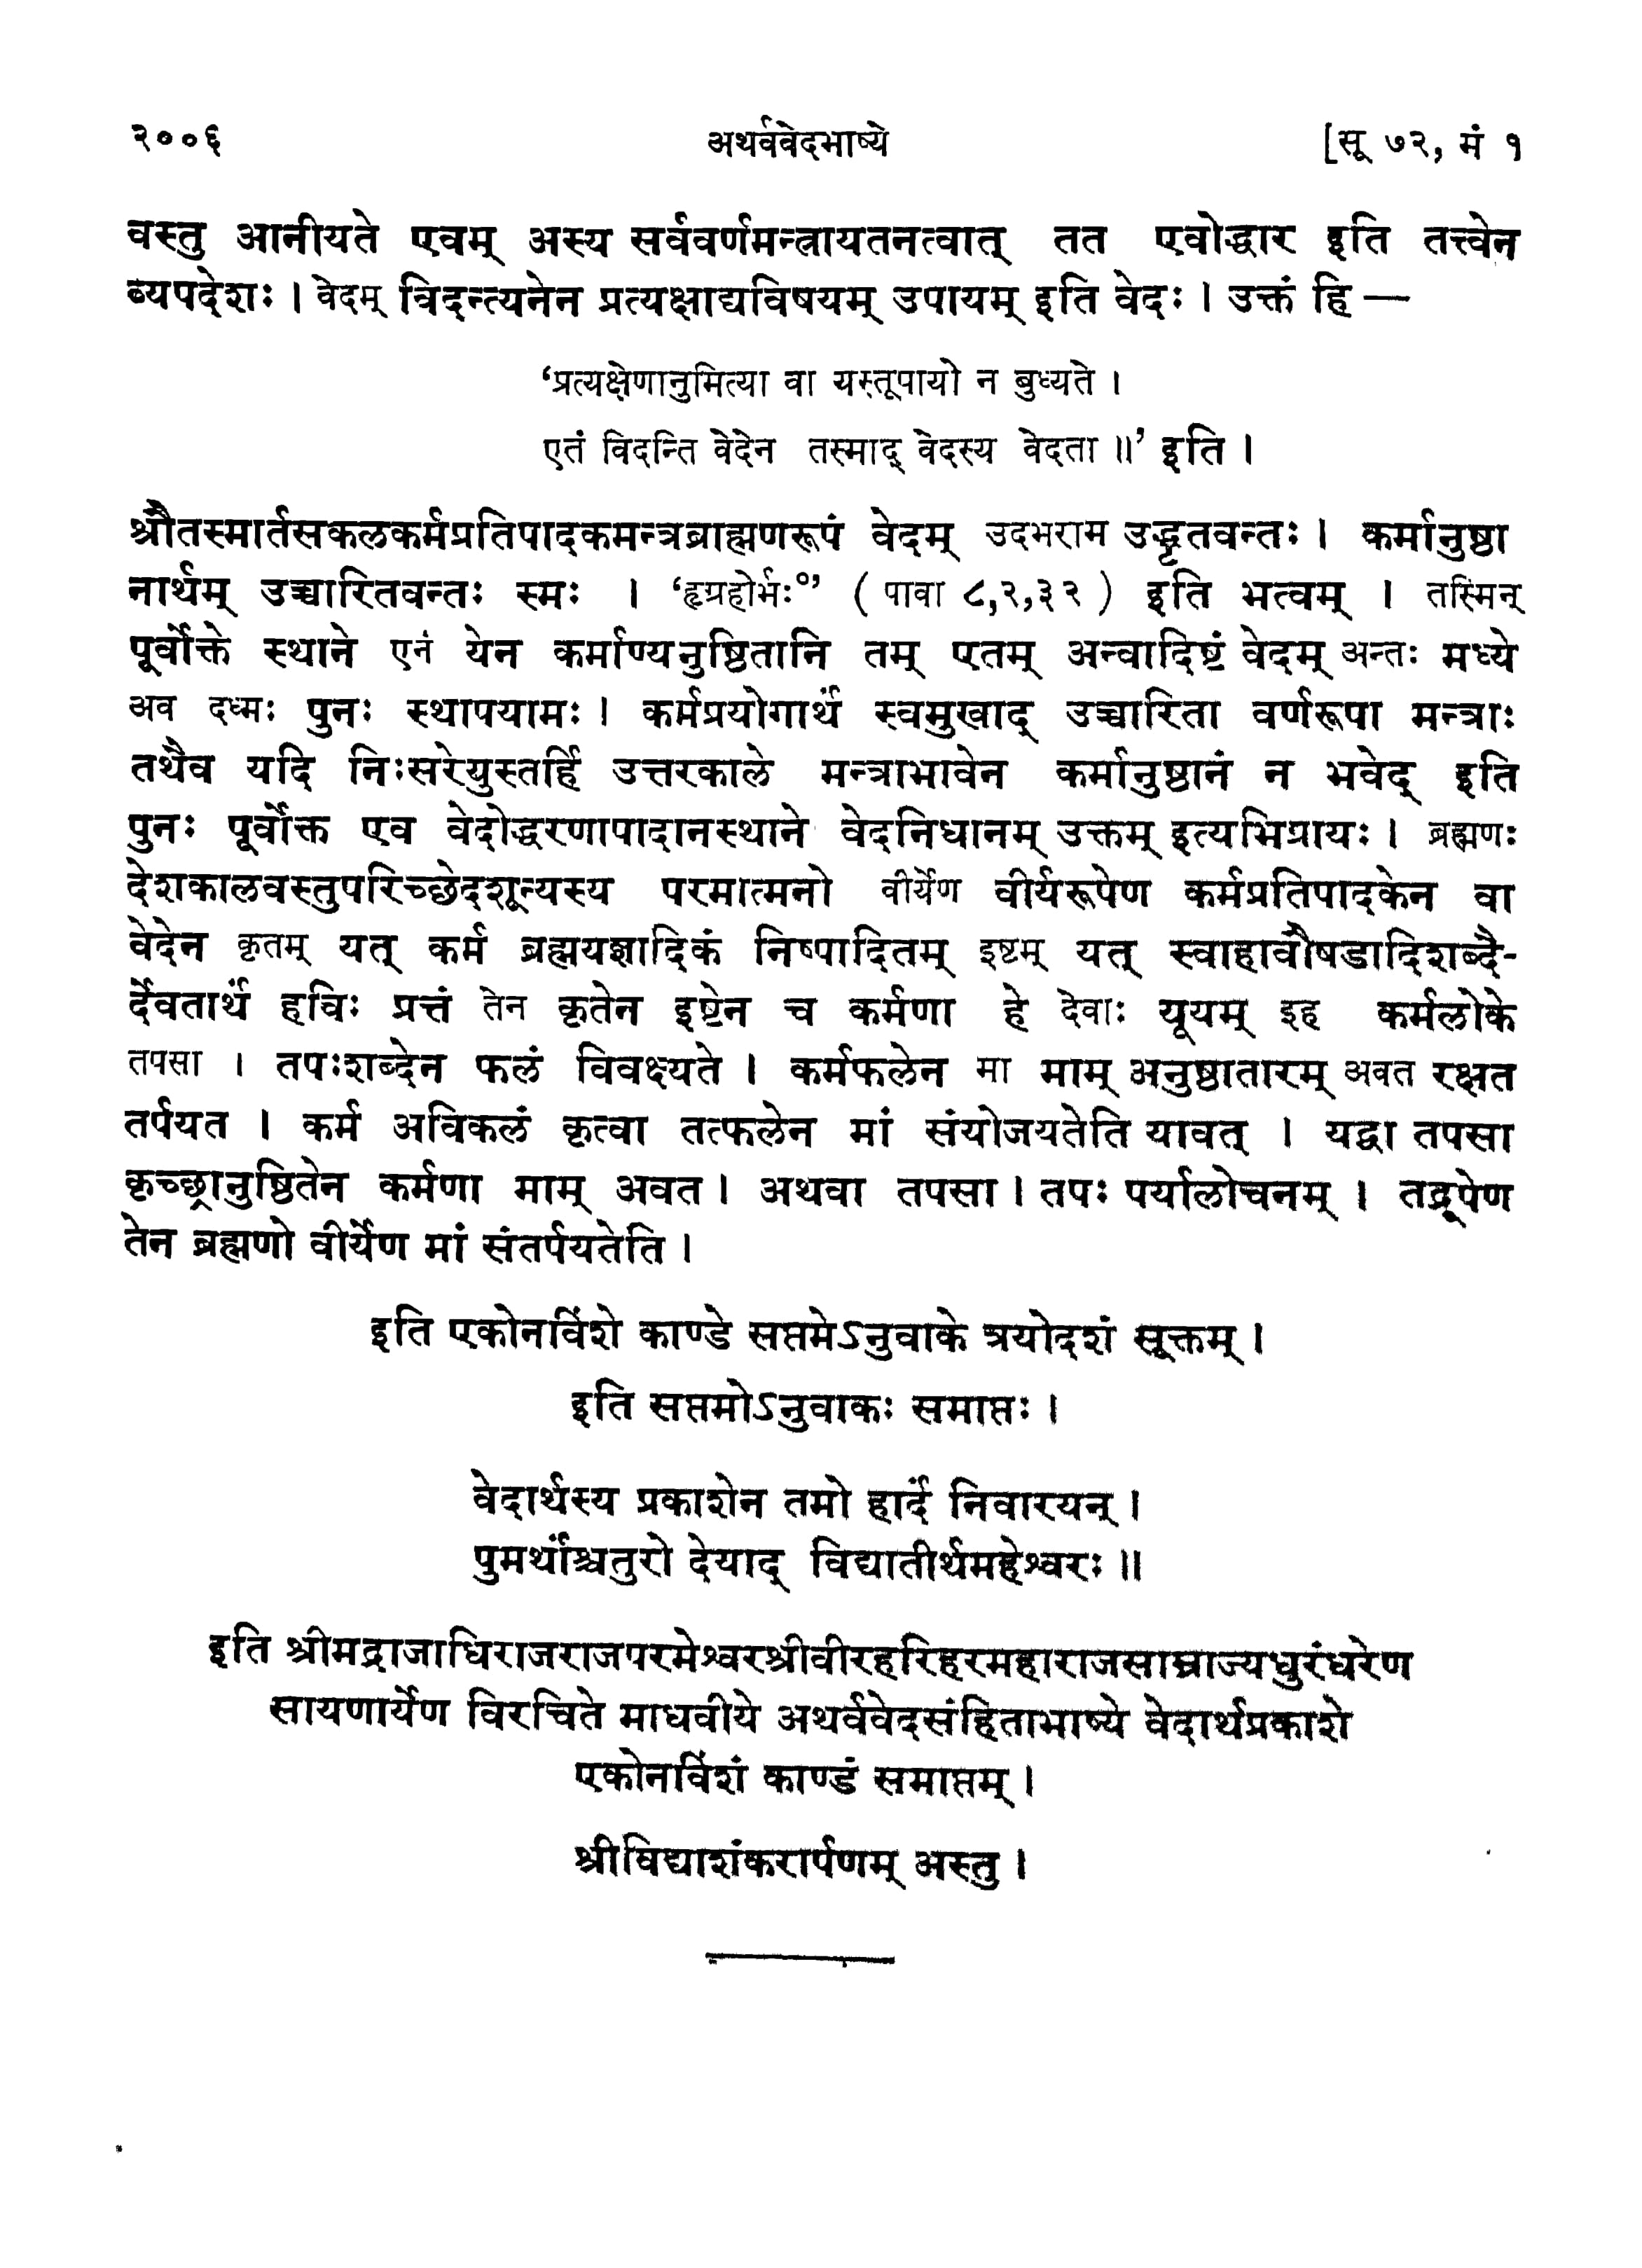 २००६ अथर्ववेदभाष्ये [सू ७२, मं १
वस्तु आनीयते एवम् अस्य सर्ववर्णमन्त्रायतनत्वात् तत एवोद्धार इति तत्त्वेन
व्यपदेशः । वेदम् विदन्त्यनेन प्रत्यक्षाद्यविषयम् उपायम् इति वेदः । उक्तं हि —
‘प्रत्यक्षेणानुमित्या वा यस्तूपायो न बुध्यते ।
एतं विदन्ति वेदेन तस्माद् वेदस्य वेदता ॥’ इति ।
श्रौतस्मार्तसकलकर्मप्रतिपादकमन्त्रब्राह्मणरूपं वेदम् उदभराम उद्धृतवन्तः । कर्मानुष्ठा
नार्थम् उच्चारितवन्तः स्मः । ‘हृग्रहोर्भः°’ ( पावा ८,२,३२ ) इति भत्वम् । तस्मिन्
पूर्वोक्ते स्थाने एनं येन कर्माण्यनुष्ठितानि तम् एतम् अन्वादिष्टं वेदम् अन्तः मध्ये
अव दध्मः पुनः स्थापयामः । कर्मप्रयोगार्थं स्वमुखाद् उच्चारिता वर्णरूपा मन्त्राः
तथैव यदि निःसरेयुस्तर्हि उत्तरकाले मन्त्राभावेन कर्मानुष्ठानं न भवेद् इति
पुनः पूर्वोक्त एव वेदोद्धरणापादानस्थाने वेदनिधानम् उक्तम् इत्यभिप्रायः । ब्रह्मणः
देशकालवस्तुपरिच्छेदशून्यस्य परमात्मनो वीर्येण वीर्यरूपेण कर्मप्रतिपादकेन वा
वेदेन कृतम् यत् कर्म ब्रह्मयज्ञादिकं निष्पादितम् इष्टम् यत् स्वाहावौषडादिशब्दै-
र्देवतार्थं हविः प्रत्तं तेन कृतेन इष्टेन च कर्मणा हे देवाः यूयम् इह कर्मलोके
तपसा । तपःशब्देन फलं विवक्ष्यते । कर्मफलेन मा माम् अनुष्ठातारम् अवत रक्षत
तर्पयत । कर्म अविकलं कृत्वा तत्फलेन मां संयोजयतेति यावत् । यद्वा तपसा
कृच्छ्रानुष्ठितेन कर्मणा माम् अवत । अथवा तपसा । तपः पर्यालोचनम् । तद्रूपेण
तेन ब्रह्मणो वीर्येण मां संतर्पयतेति ।
इति एकोनविंशे काण्डे सप्तमेऽनुवाके त्रयोदशं सूक्तम् ।
इति सप्तमोऽनुवाकः समाप्तः ।
वेदार्थस्य प्रकाशेन तमो हार्दं निवारयन् ।
पुमर्थांश्चतुरो देयाद् विद्यातीर्थमहेश्वरः ॥
इति श्रीमद्राजाधिराजराजपरमेश्वरश्रीवीरहरिहरमहाराजसाम्राज्यधुरंधरेण
सायणार्येण विरचिते माधवीये अथर्ववेदसंहिताभाष्ये वेदार्थप्रकाशे
एकोनविंशं काण्डं समाप्तम् ।
श्रीविद्याशंकरार्पणम् अस्तु ।